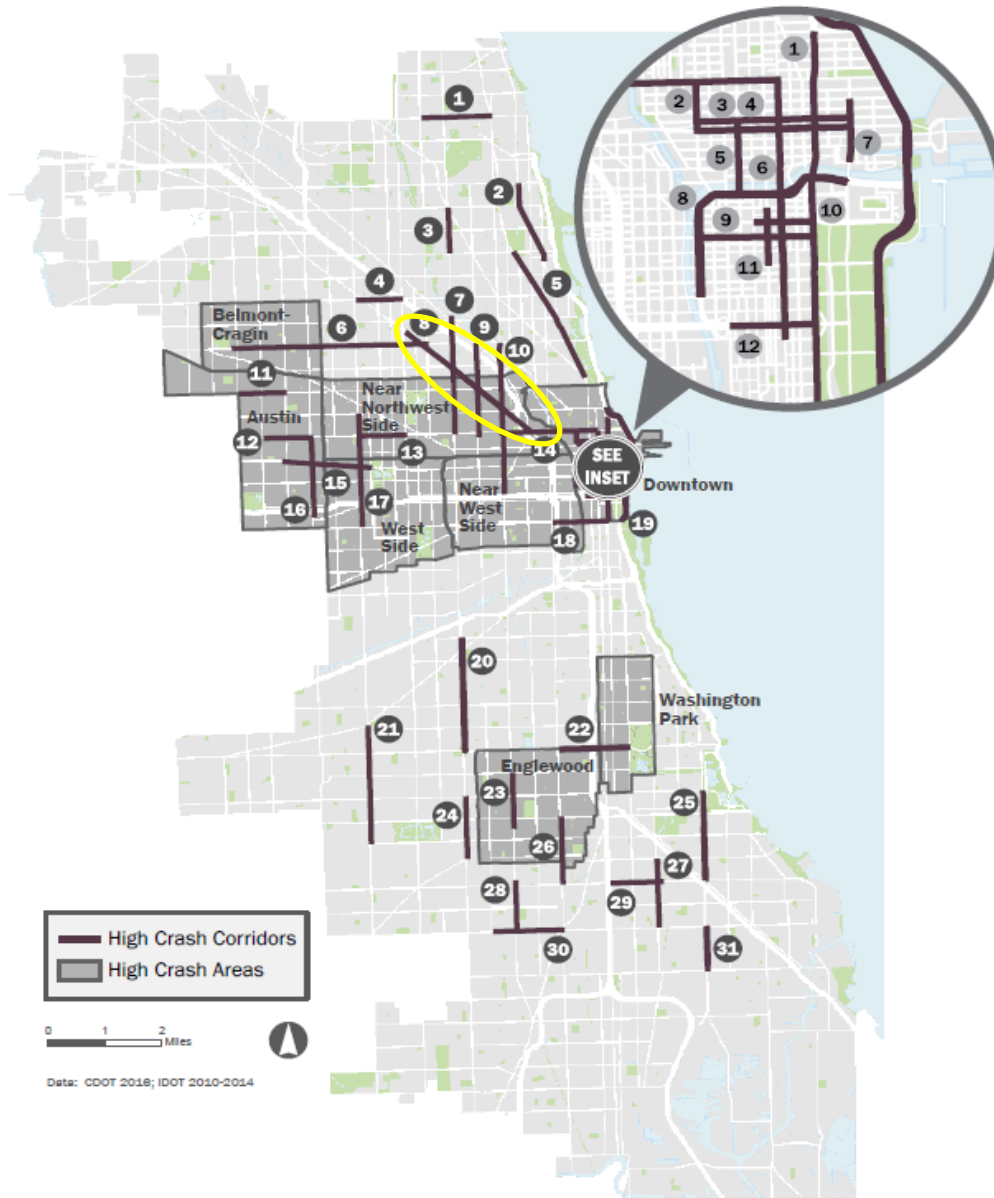 1
2
3
4
5
6
7
8
9
10
11
12
1
2
3
4
5
6
7
8
9
10
Belmont-
Cragin
11
Near
Northwest
Side
Austin
12
13
14
SEE
INSET
Downtown
15
16
17
Near
West
Side
West
Side
18
19
20
21
22
Washington
Park
Englewood
23
24
25
26
27
28
29
30
31
High Crash Corridors
High Crash Areas
0 1 2
Miles
Data: CDOT 2016; IDOT 2010-2014